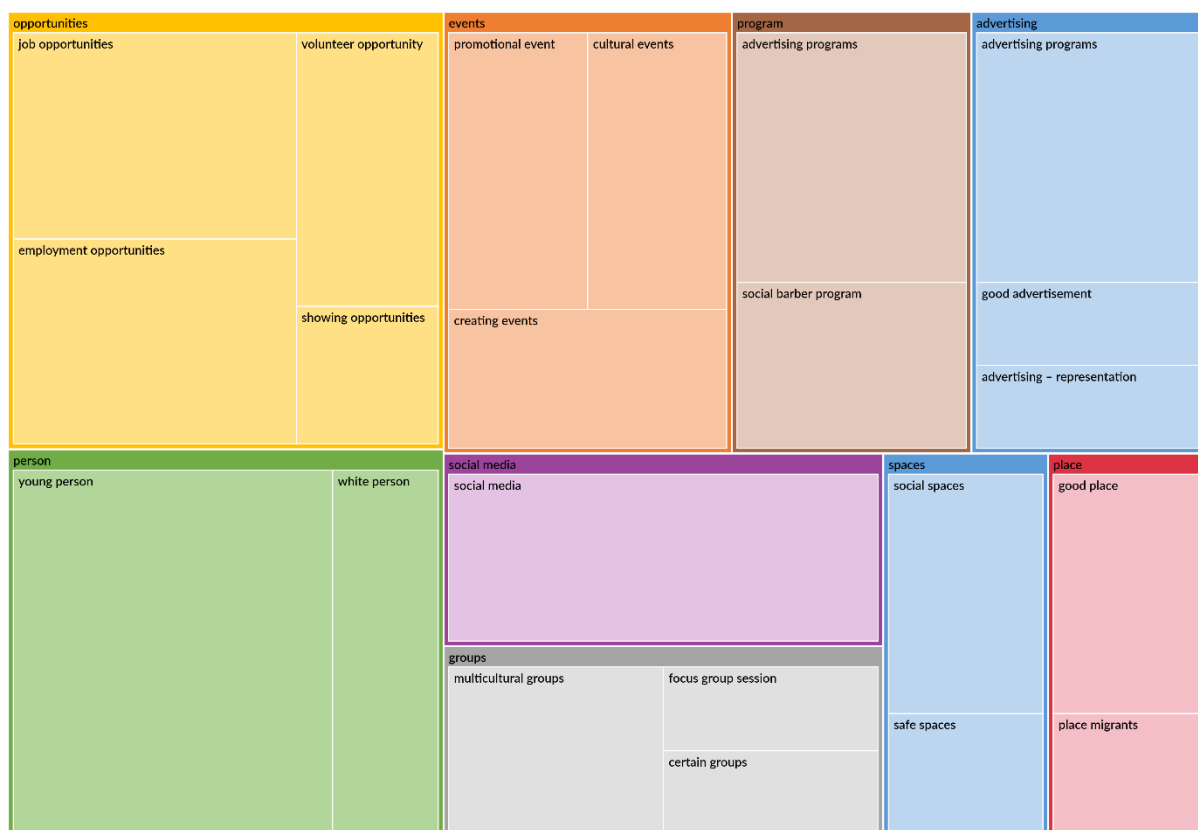 opportunities
job opportunities
volunteer opportunity
employment opportunities
showing opportunities
events
promotional event
cultural events
creating events
program
advertising programs
social barber program
advertising
advertising programs
good advertisement
advertising – representation
person
young person
white person
social media
social media
groups
multicultural groups
focus group session
certain groups
spaces
social spaces
safe spaces
place
good place
place migrants